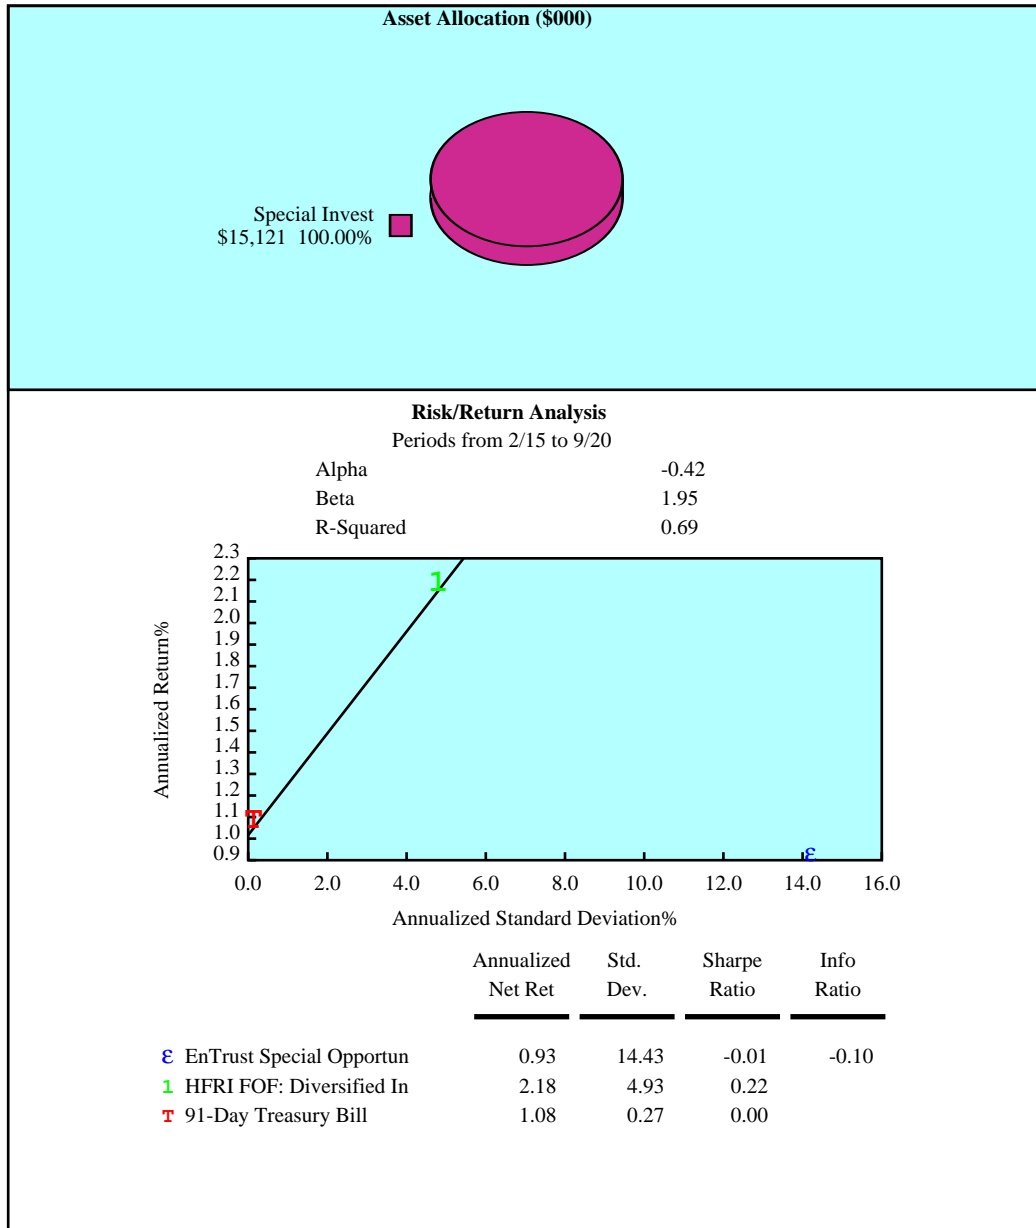 Asset Allocation ($000)
Special Invest
$15,121 100.00%
Risk/Return Analysis
Periods from 2/15 to 9/20
Alpha -0.42
Beta 1.95
R-Squared 0.69
2.3
2.2
2.1
2.0
1.9
1.8
1.7
1.6
1.5
1.4
1.3
1.2
1.1
1.0
0.9
Annualized Return%
1
T
ε
0.0 2.0 4.0 6.0 8.0 10.0 12.0 14.0 16.0
Annualized Standard Deviation%
Annualized Std. Sharpe Info
Net Ret Dev. Ratio Ratio
ε EnTrust Special Opportun 0.93 14.43 -0.01 -0.10
1 HFRI FOF: Diversified In 2.18 4.93 0.22
T 91-Day Treasury Bill 1.08 0.27 0.00